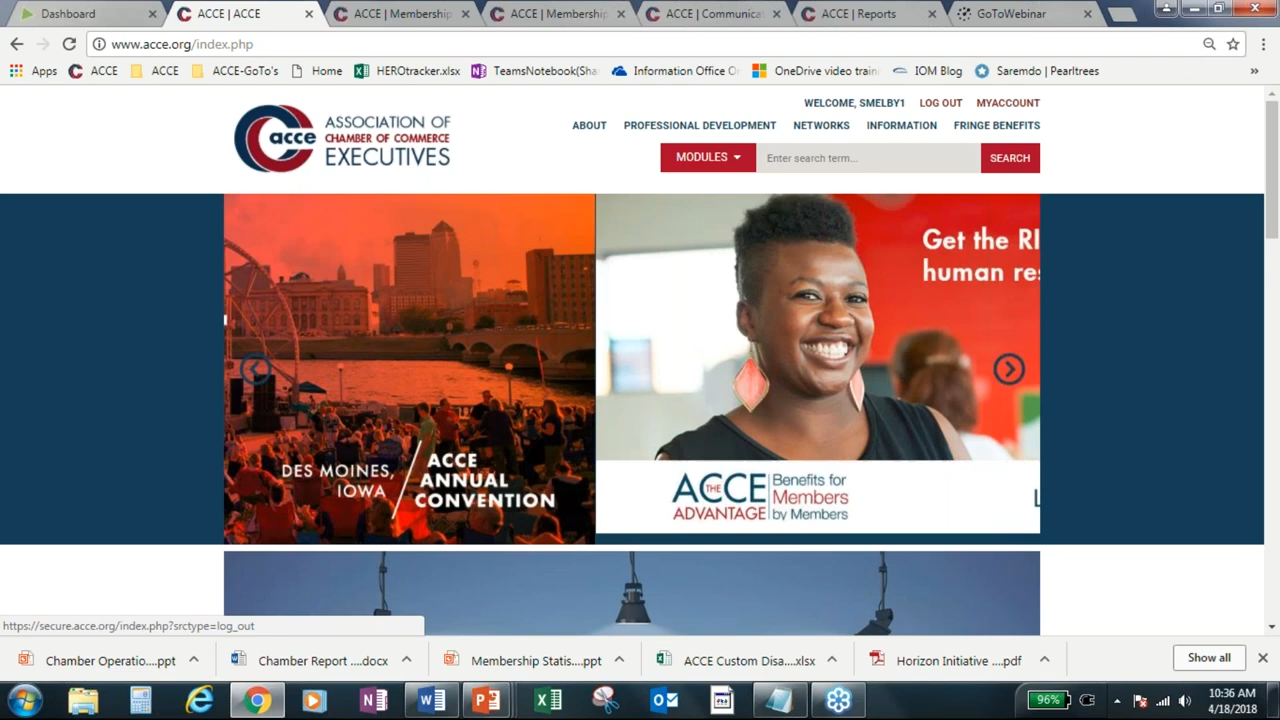 Dashboard
ACCE | ACCE
ACCE | Membership
ACCE | Membership
ACCE | Communica
ACCE | Reports
GoToWebinar
www.acce.org/index.php
Apps
ACCE
ACCE
ACCE-GoTo's
Home
HEROtracker.xlsx
TeamsNotebook(Sha
Information Office O
OneDrive video train
IOM Blog
Saremdo | Pearltrees
»
WELCOME, SMELBY1 LOG OUT MYACCOUNT
acce
ASSOCIATION OF
CHAMBER OF COMMERCE
EXECUTIVES
ABOUT PROFESSIONAL DEVELOPMENT NETWORKS INFORMATION FRINGE BENEFITS
MODULES
Enter search term...
SEARCH
DES MOINES,
IOWA
ACCE
ANNUAL
CONVENTION
Get the RI
human re
THE
ACCE
ADVANTAGE
Benefits for
Members
by Members
L
https://secure.acce.org/index.php?srctype=log_out
Chamber Operatio....ppt
Chamber Report ....docx
Membership Statis....ppt
ACCE Custom Disa....xlsx
Horizon Initiative ....pdf
Show all
96%
10:36 AM
4/18/2018